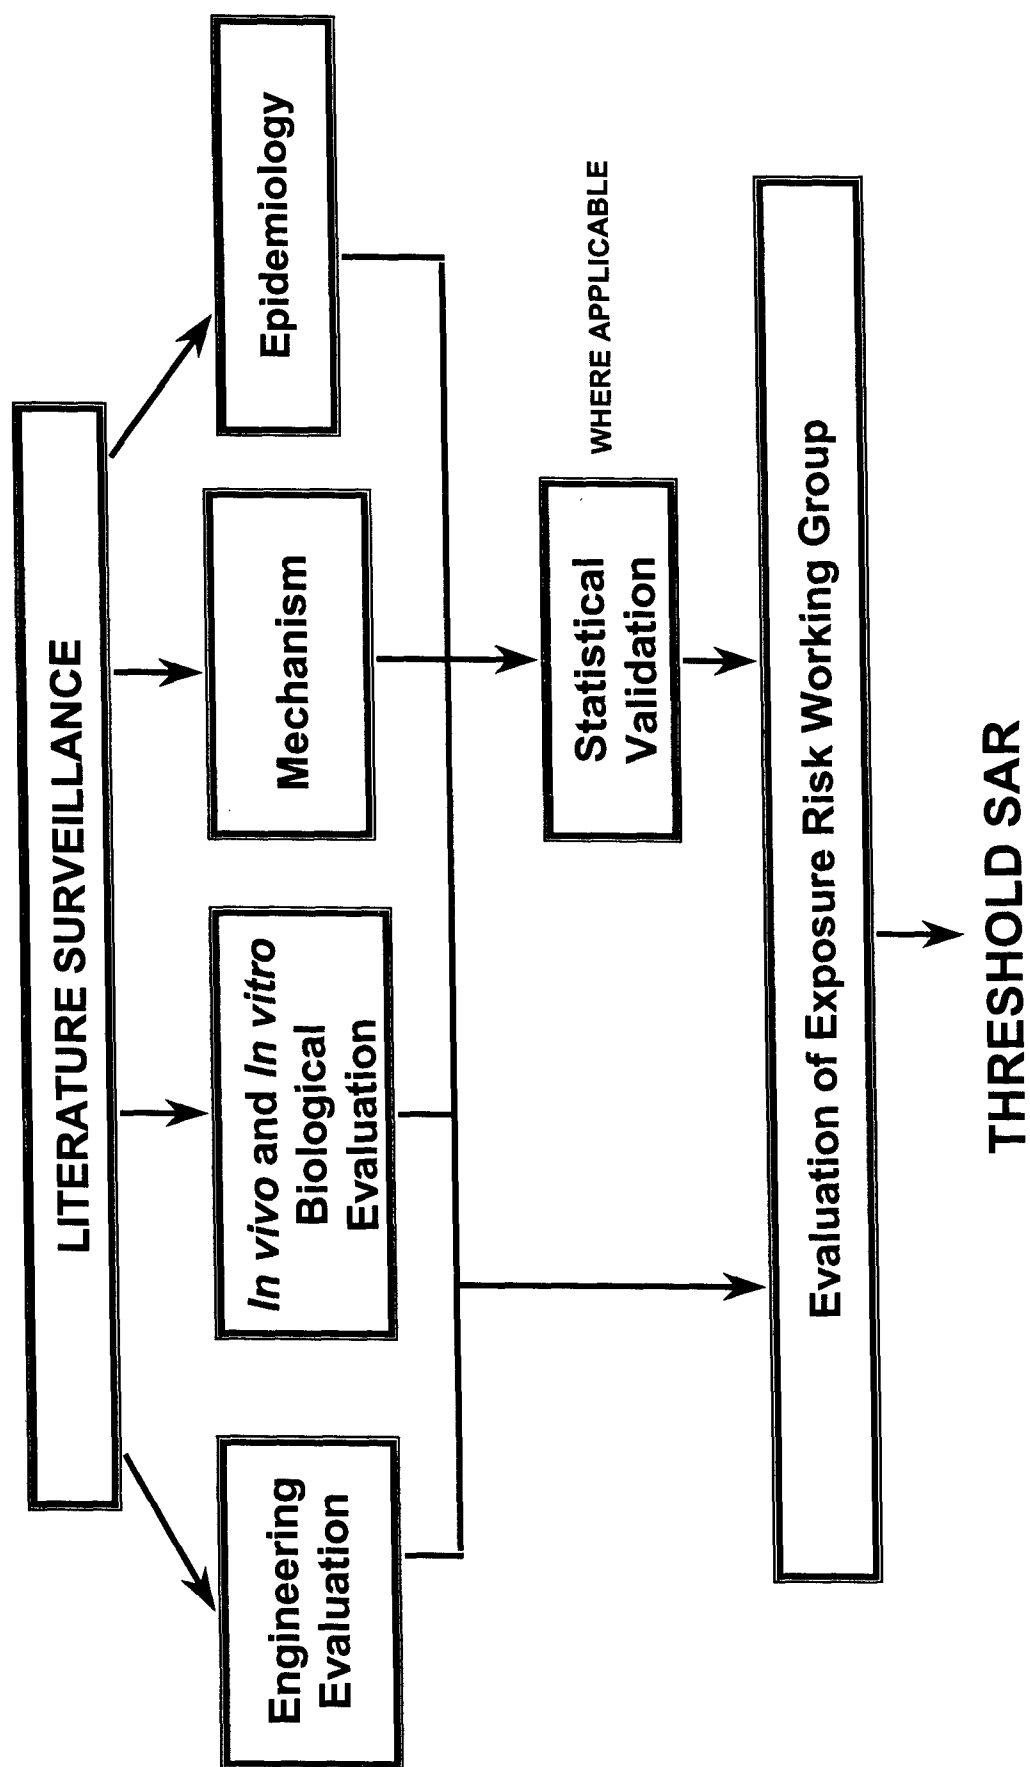 LITERATURE SURVEILLANCE
Engineering
Evaluation
In vivo and In vitro
Biological
Evaluation
Mechanism
Epidemiology
Statistical
Validation
WHERE APPLICABLE
Evaluation of Exposure Risk Working Group
THRESHOLD SAR